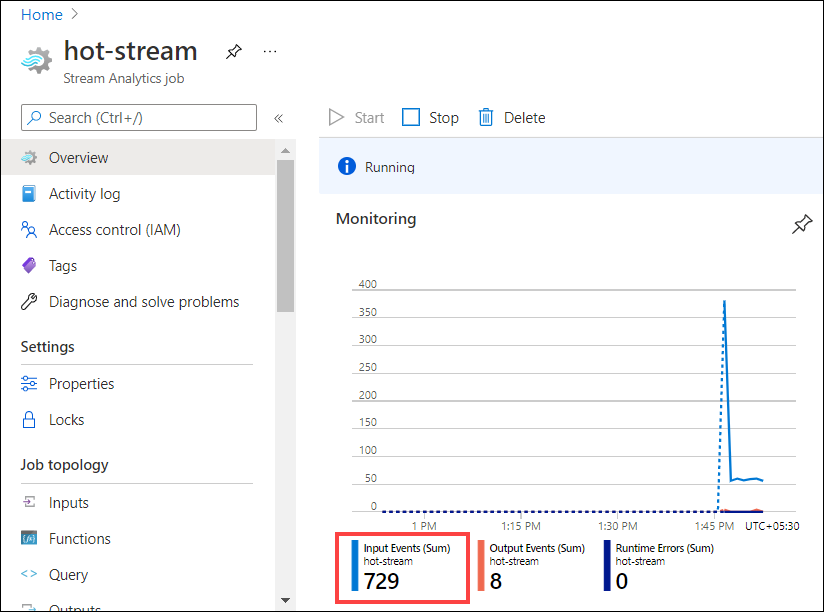 Home >
hot-stream
...
Stream Analytics job
Search (Ctrl+/)
«
Start
Stop
Delete
Overview
Activity log
Access control (IAM)
Tags
Diagnose and solve problems
Settings
Properties
Locks
Job topology
Inputs
Functions
Query
Outputs
Running
Monitoring
400
350
300
250
200
150
100
50
0
1 PM
1:15 PM
1:30 PM
1:45 PM
UTC+05:30
Input Events (Sum)
hot-stream
729
Output Events (Sum)
hot-stream
8
Runtime Errors (Sum)
hot-stream
0